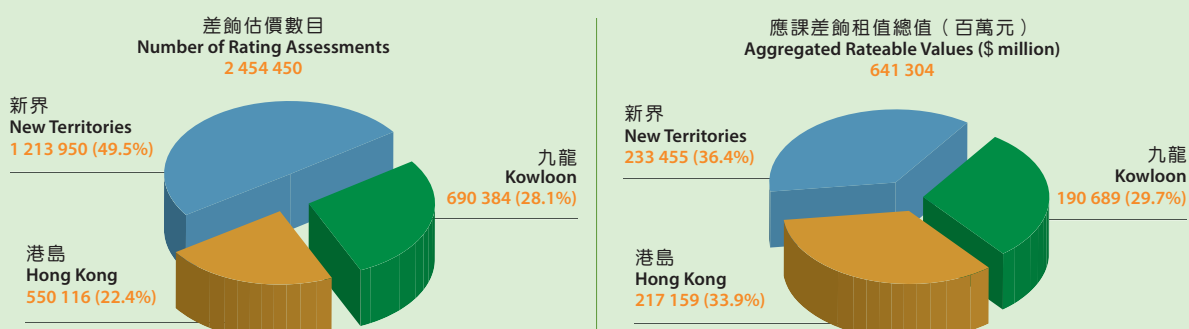 差餉估價數目
Number of Rating Assessments
2 454 450
新界
New Territories
1 213 950 (49.5%)
九龍
Kowloon
690 384 (28.1%)
港島
Hong Kong
550 116 (22.4%)
應課差餉租值總值（百萬元）
Aggregated Rateable Values ($ million)
641 304
新界
New Territories
233 455 (36.4%)
九龍
Kowloon
190 689 (29.7%)
港島
Hong Kong
217 159 (33.9%)